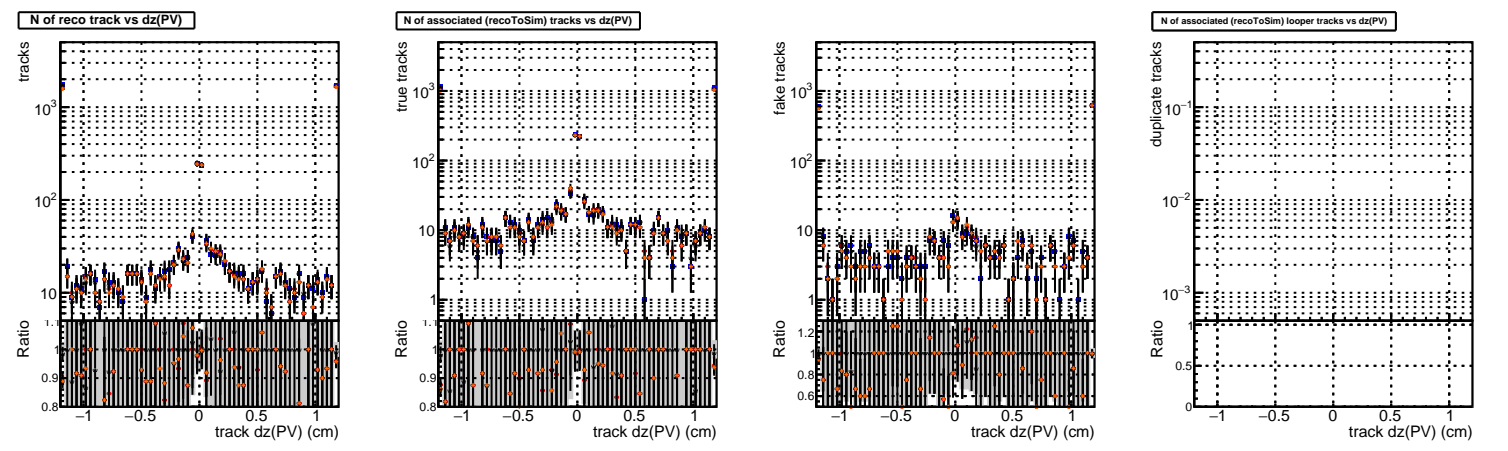 N of reco track vs dz(PV)
tracks
10³
10²
10
Ratio
1.1
1
0.9
0.8
−1 −0.5 0 0.5 1
track dz(PV) (cm)
N of associated (recoToSim) tracks vs dz(PV)
true tracks
10³
10²
10
1
Ratio
1.1
1
0.9
0.8
−1 −0.5 0 0.5 1
track dz(PV) (cm)
fake tracks
10³
10²
10
1
Ratio
1.2
1
0.8
0.6
−1 −0.5 0 0.5 1
track dz(PV) (cm)
N of associated (recoToSim) looper tracks vs dz(PV)
duplicate tracks
10⁻¹
10⁻²
10⁻³
Ratio
1
0.5
0
−1 −0.5 0 0.5 1
track dz(PV) (cm)